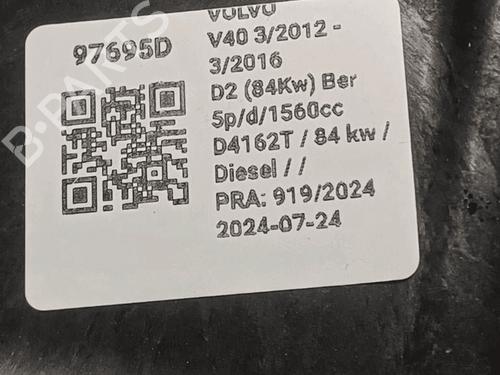 97695D
VOLVO
V40 3/2012 -
3/2016
D2 (84Kw) Ber
5p/d/1560cc
D4162T / 84 kw /
Diesel / /
PRA: 919/2024
2024-07-24
B-PARTS